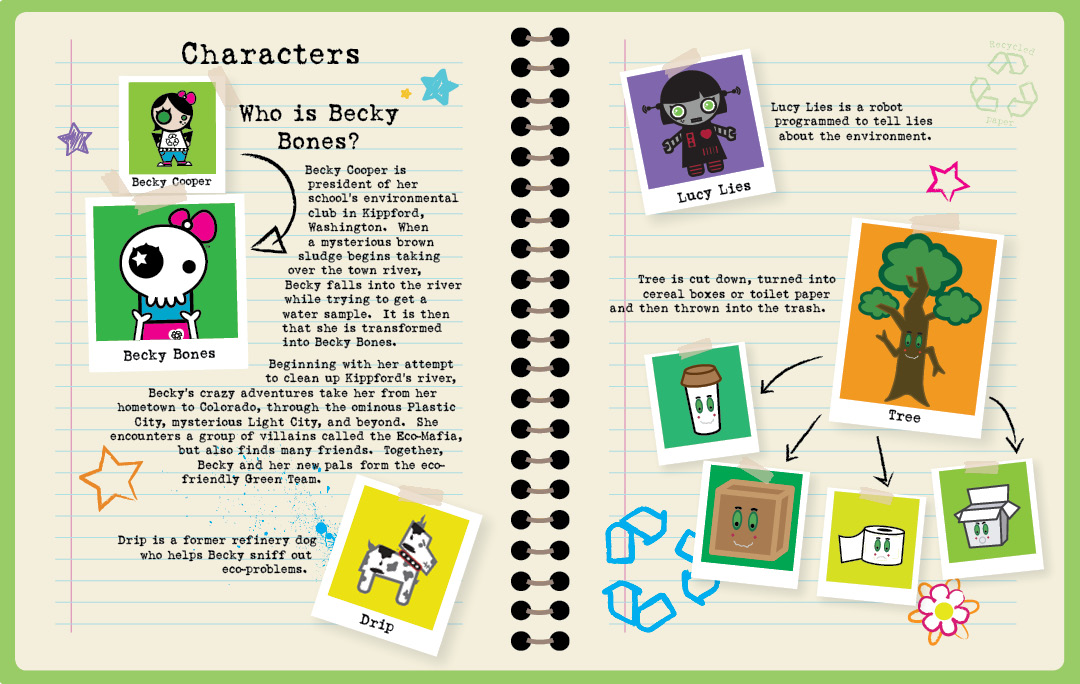 Characters
Becky Cooper
Who is Becky
Bones?
Becky Cooper is
president of her
school's environmental
club in Kippford,
Washington. When
a mysterious brown
sludge begins taking
over the town river,
Becky falls into the river
while trying to get a
water sample. It is then
that she is transformed
into Becky Bones.
Becky Bones
Beginning with her attempt
to clean up Kippford's river,
Becky's crazy adventures take her from her
hometown to Colorado, through the ominous Plastic
City, mysterious Light City, and beyond. She
encounters a group of villains called the Eco-Mafia,
but also finds many friends. Together,
Becky and her new pals form the eco-
friendly Green Team.
Drip is a former refinery dog
who helps Becky sniff out
eco-problems.
Drip
Recycled
paper
Lucy Lies is a robot
programmed to tell lies
about the environment.
Lucy Lies
Tree is cut down, turned into
cereal boxes or toilet paper
and then thrown into the trash.
Tree